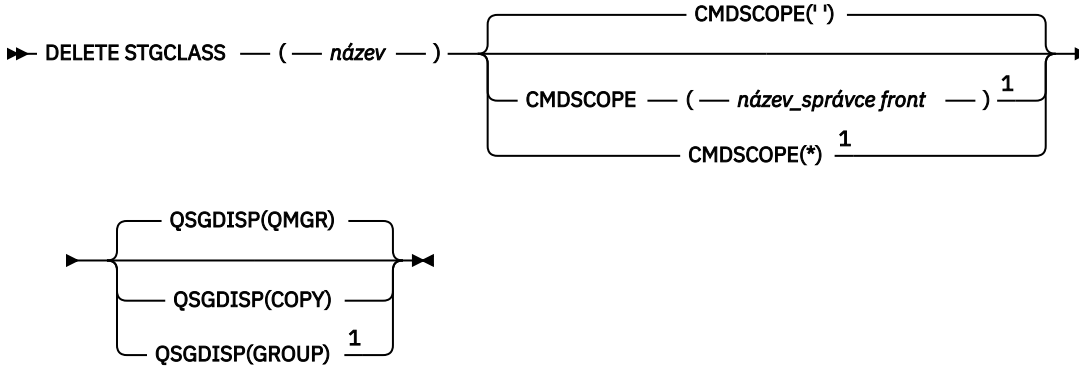 CMDSCOPE(' ')
DELETE STGCLASS ( název )
CMDSCOPE ( název_správce front ) 1
CMDSCOPE(*) 1
QSGDISP(QMGR)
QSGDISP(COPY)
QSGDISP(GROUP) 1